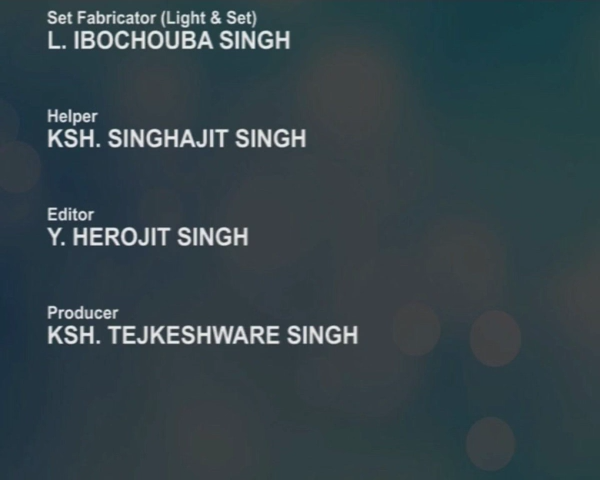 Set Fabricator (Light & Set)
L. IBOCHOUBA SINGH
Helper
KSH. SINGHAJIT SINGH
Editor
Y. HEROJIT SINGH
Producer
KSH. TEJKESHWARE SINGH